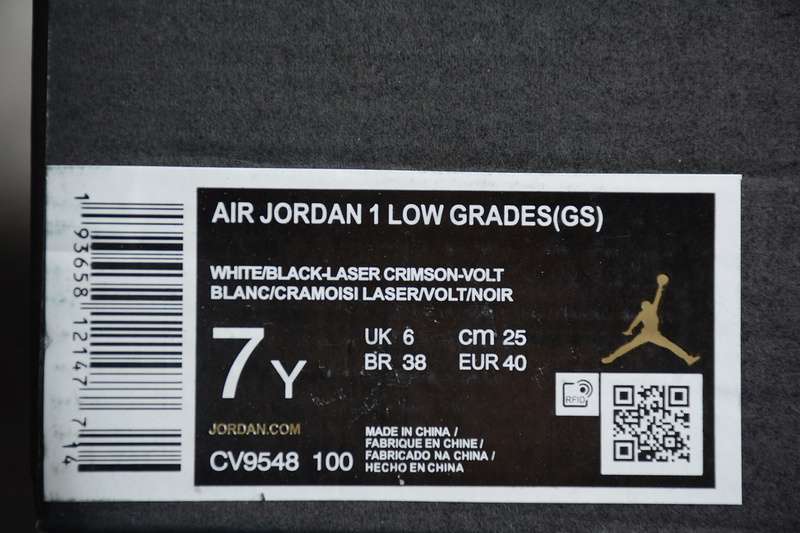 1 93658 12147 7 14
AIR JORDAN 1 LOW GRADES(GS)
WHITE/BLACK-LASER CRIMSON-VOLT
BLANC/CRAMOISI LASER/VOLT/NOIR
7Y
UK 6 cm 25
BR 38 EUR 40
RFID
JORDAN.COM
CV9548 100
MADE IN CHINA /
FABRIQUE EN CHINE /
FABRICADO NA CHINA /
HECHO EN CHINA